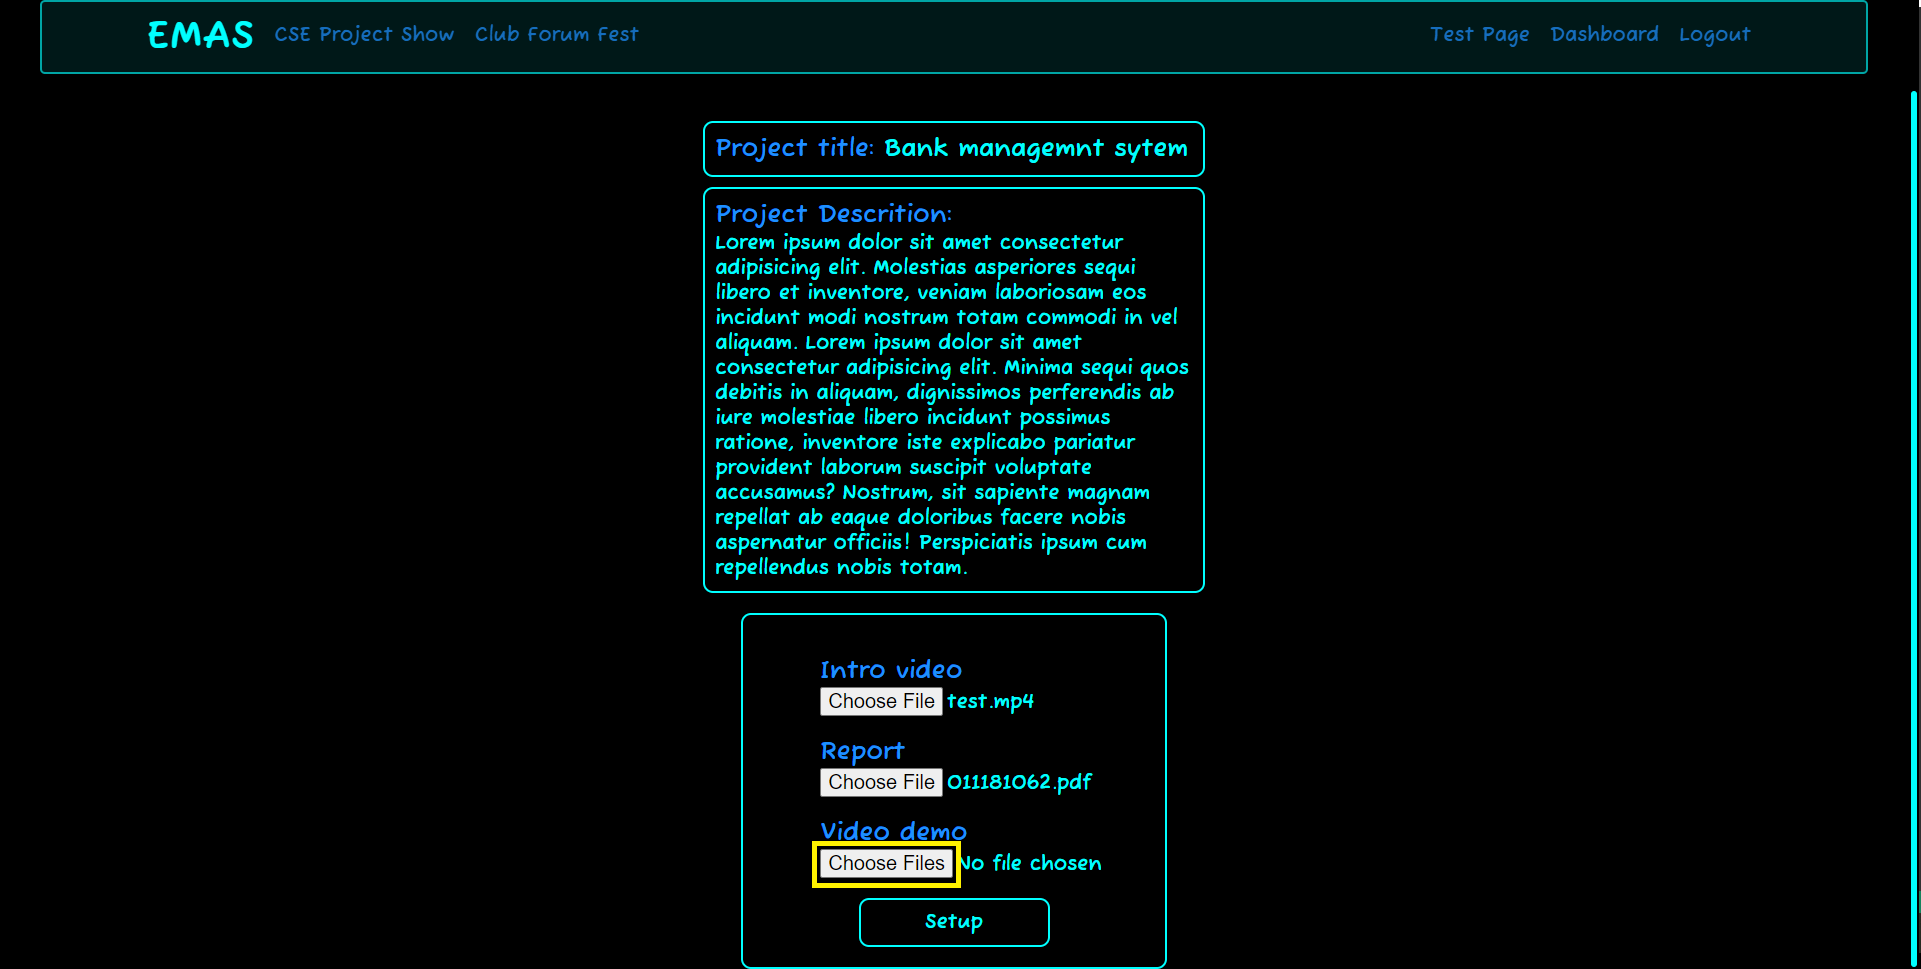 EMAS CSE Project Show Club Forum Fest Test Page Dashboard Logout
Project title: Bank managemnt sytem
Project Descrition:
Lorem ipsum dolor sit amet consectetur
adipisicing elit. Molestias asperiores sequi
libero et inventore, veniam laboriosam eos
incidunt modi nostrum totam commodi in vel
aliquam. Lorem ipsum dolor sit amet
consectetur adipisicing elit. Minima sequi quos
debitis in aliquam, dignissimos perferendis ab
iure molestiae libero incidunt possimus
ratione, inventore iste explicabo pariatur
provident laborum suscipit voluptate
accusamus? Nostrum, sit sapiente magnam
repellat ab eaque doloribus facere nobis
aspernatur officiis! Perspiciatis ipsum cum
repellendus nobis totam.
Intro video
Choose File test.mp4
Report
Choose File 011181062.pdf
Video demo
Choose Files No file chosen
Setup